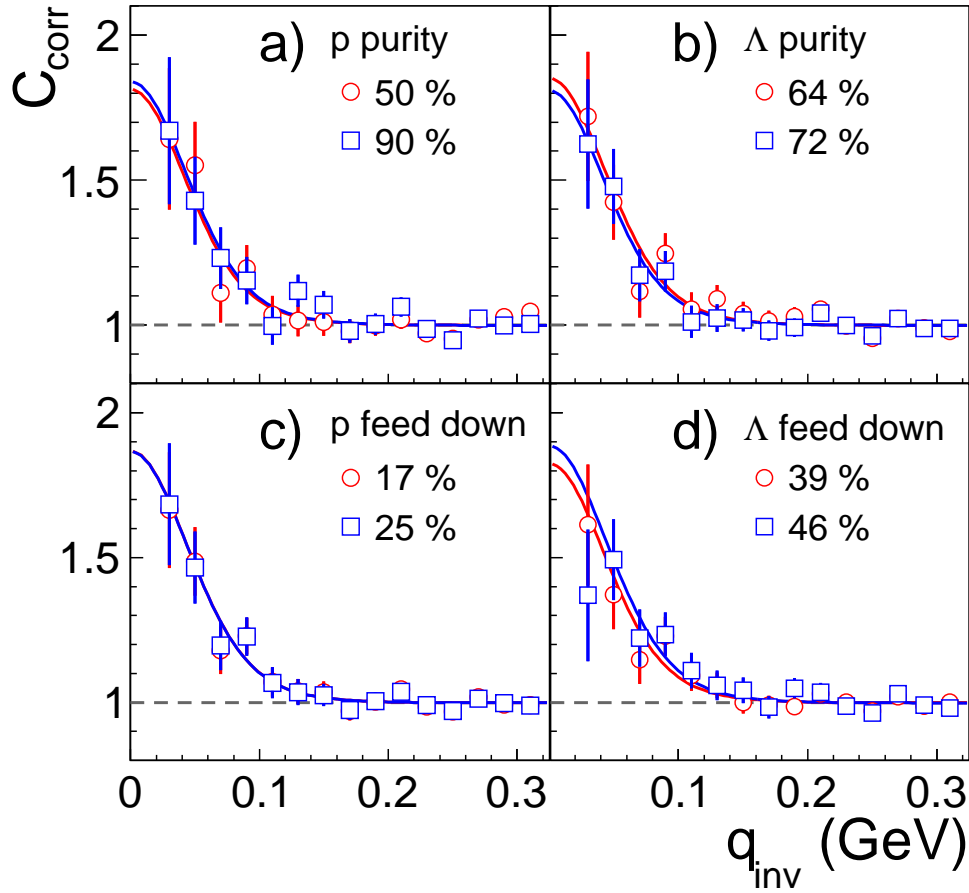 C_corr
2
1.5
1
a) p purity
50 %
90 %
b) Λ purity
64 %
72 %
2
1.5
1
c) p feed down
17 %
25 %
d) Λ feed down
39 %
46 %
0 0.1 0.2 0.3 0.1 0.2 0.3
q_inv (GeV)